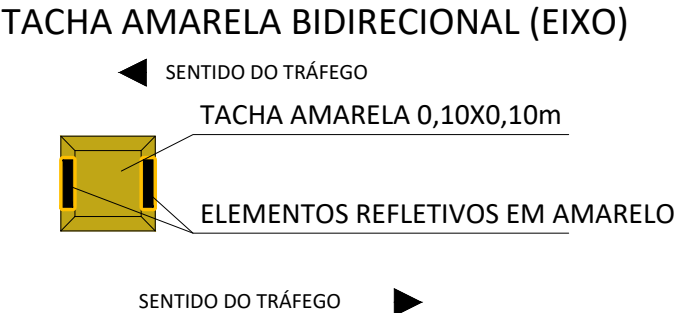 TACHA AMARELA BIDIRECIONAL (EIXO)
SENTIDO DO TRÁFEGO
TACHA AMARELA 0,10X0,10m
ELEMENTOS REFLETIVOS EM AMARELO
SENTIDO DO TRÁFEGO